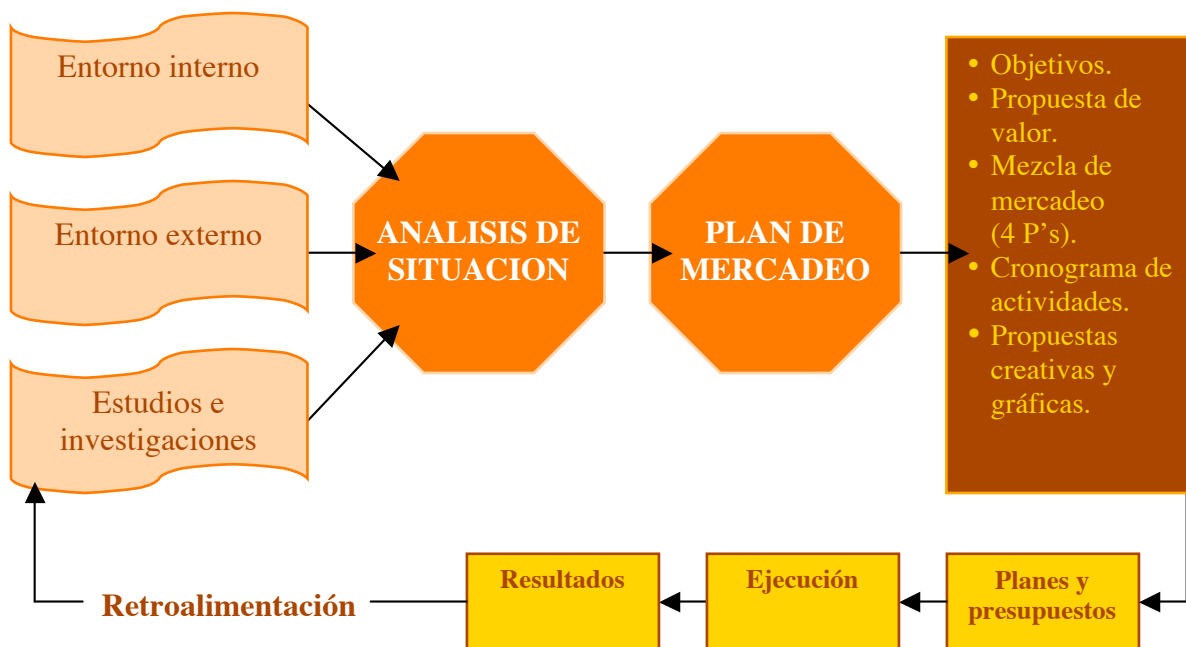 Entorno interno
Entorno externo
Estudios e
investigaciones
ANALISIS DE
SITUACION
PLAN DE
MERCADEO
• Objetivos.
• Propuesta de
valor.
• Mezcla de
mercadeo
(4 P’s).
• Cronograma de
actividades.
• Propuestas
creativas y
gráficas.
Planes y
presupuestos
Ejecución
Resultados
Retroalimentación